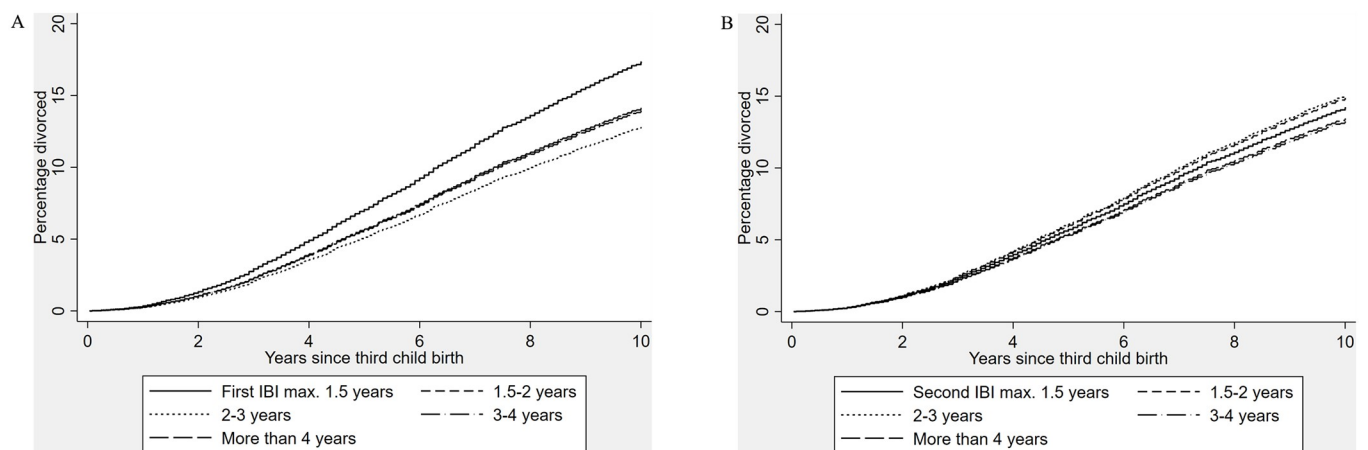 A
Percentage divorced
20
15
10
5
0
0 2 4 6 8 10
Years since third child birth
First IBI max. 1.5 years 1.5-2 years
2-3 years 3-4 years
More than 4 years
B
Percentage divorced
20
15
10
5
0
0 2 4 6 8 10
Years since third child birth
Second IBI max. 1.5 years 1.5-2 years
2-3 years 3-4 years
More than 4 years